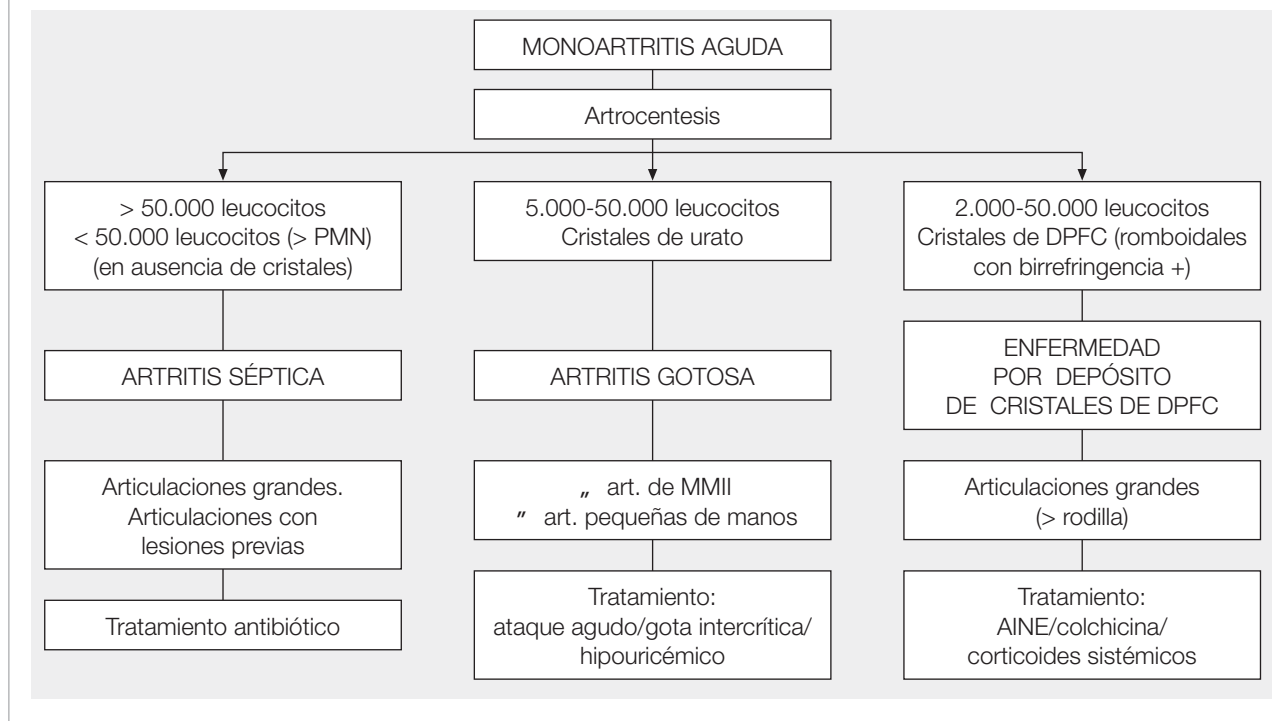 MONOARTRITIS AGUDA
Artrocentesis
> 50.000 leucocitos
< 50.000 leucocitos (> PMN)
(en ausencia de cristales)
5.000-50.000 leucocitos
Cristales de urato
2.000-50.000 leucocitos
Cristales de DPFC (romboidales
con birrefringencia +)
ARTRITIS SÉPTICA
ARTRITIS GOTOSA
ENFERMEDAD
POR DEPÓSITO
DE CRISTALES DE DPFC
Articulaciones grandes.
Articulaciones con
lesiones previas
„ art. de MMII
" art. pequeñas de manos
Articulaciones grandes
(> rodilla)
Tratamiento antibiótico
Tratamiento:
ataque agudo/gota intercrítica/
hipouricémico
Tratamiento:
AINE/colchicina/
corticoides sistémicos